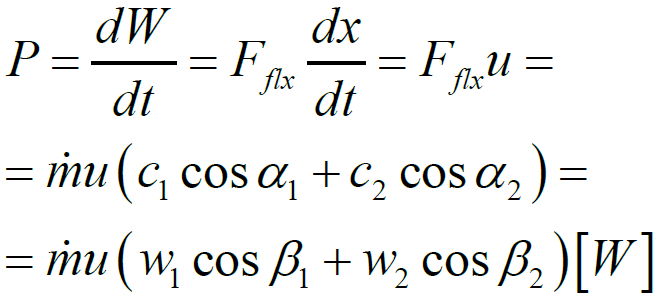 P = dW/dt = F_flx dx/dt = F_flx u =
= ṁu(c₁ cos α₁ + c₂ cos α₂) =
= ṁu(w₁ cos β₁ + w₂ cos β₂)[W]